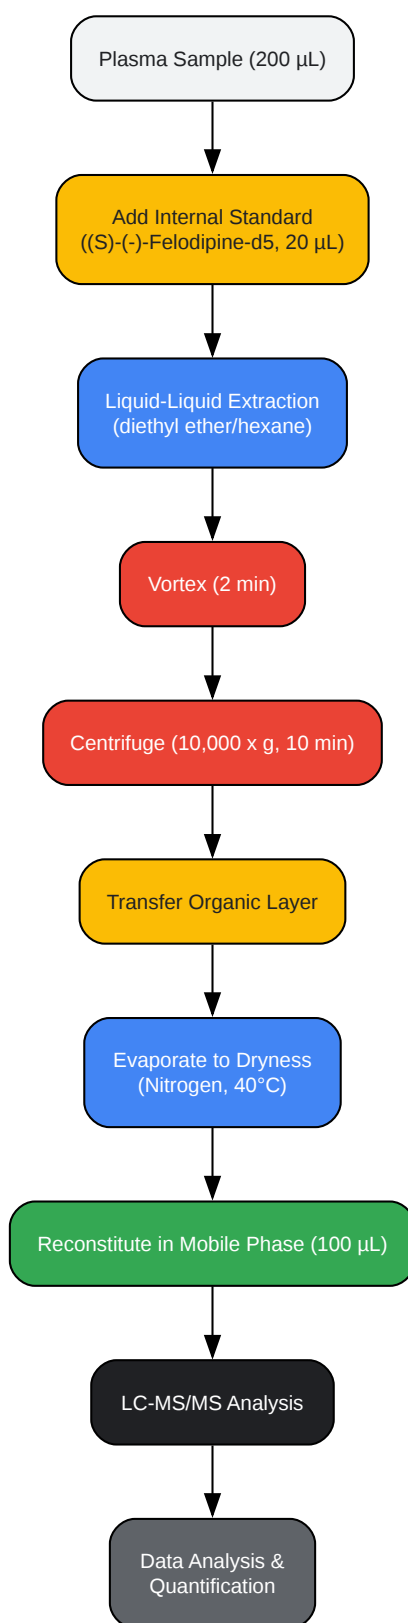 Plasma Sample (200 µL)
Add Internal Standard
((S)-(-)-Felodipine-d5, 20 µL)
Liquid-Liquid Extraction
(diethyl ether/hexane)
Vortex (2 min)
Centrifuge (10,000 x g, 10 min)
Transfer Organic Layer
Evaporate to Dryness
(Nitrogen, 40°C)
Reconstitute in Mobile Phase (100 µL)
LC-MS/MS Analysis
Data Analysis &
Quantification